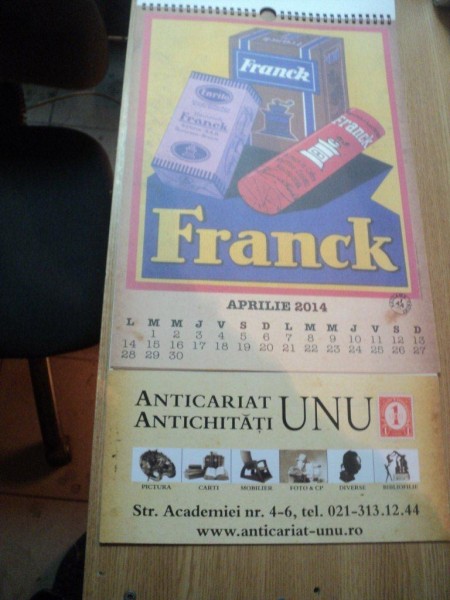 Franck
Franck
Franck
Franck
APRILIE 2014
L M M J V S D L M M J V S D
1 2 3 4 5 6 7 8 9 10 11 12 13
14 15 16 17 18 19 20 21 22 23 24 25 26 27
28 29 30
ANTICARIAT
ANTICHITĂȚI UNU 1
PICTURA CARTI MOBILIER FOTO & CP DIVERSE BIBLIOFILIE
Str. Academiei nr. 4-6, tel. 021-313.12.44
www.anticariat-unu.ro